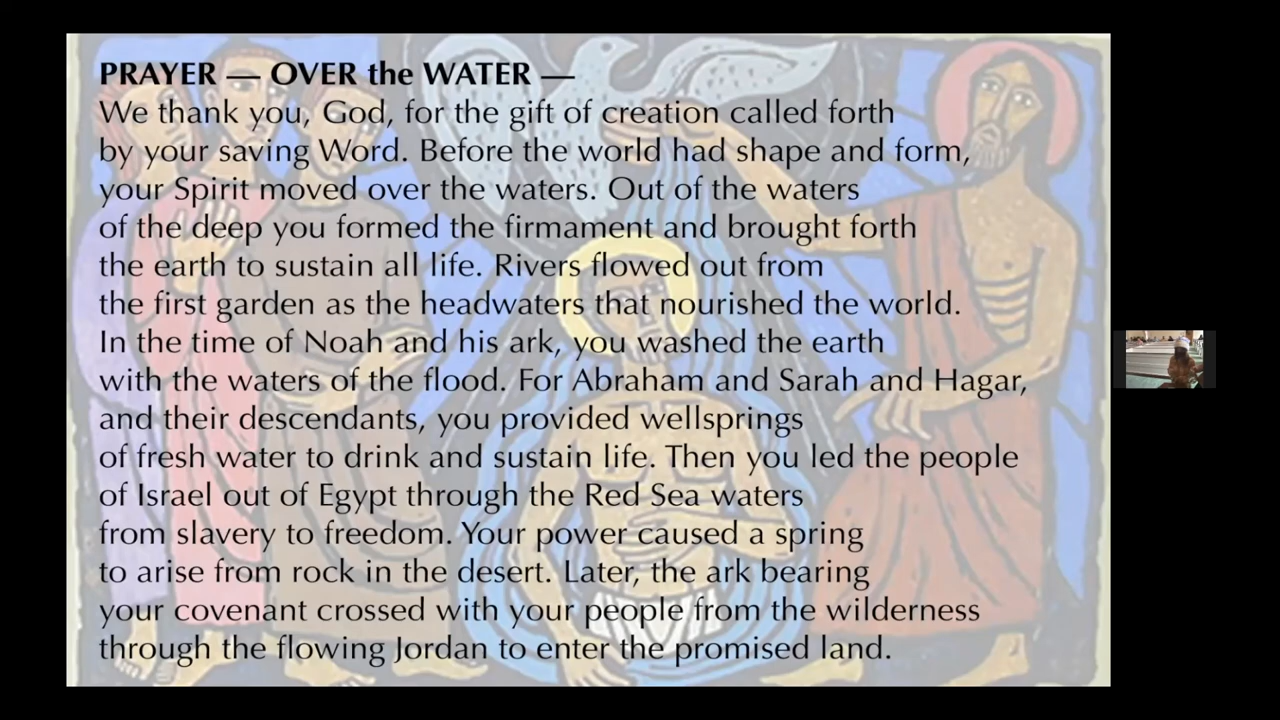 PRAYER — OVER the WATER —
We thank you, God, for the gift of creation called forth
by your saving Word. Before the world had shape and form,
your Spirit moved over the waters. Out of the waters
of the deep you formed the firmament and brought forth
the earth to sustain all life. Rivers flowed out from
the first garden as the headwaters that nourished the world.
In the time of Noah and his ark, you washed the earth
with the waters of the flood. For Abraham and Sarah and Hagar,
and their descendants, you provided wellsprings
of fresh water to drink and sustain life. Then you led the people
of Israel out of Egypt through the Red Sea waters
from slavery to freedom. Your power caused a spring
to arise from rock in the desert. Later, the ark bearing
your covenant crossed with your people from the wilderness
through the flowing Jordan to enter the promised land.